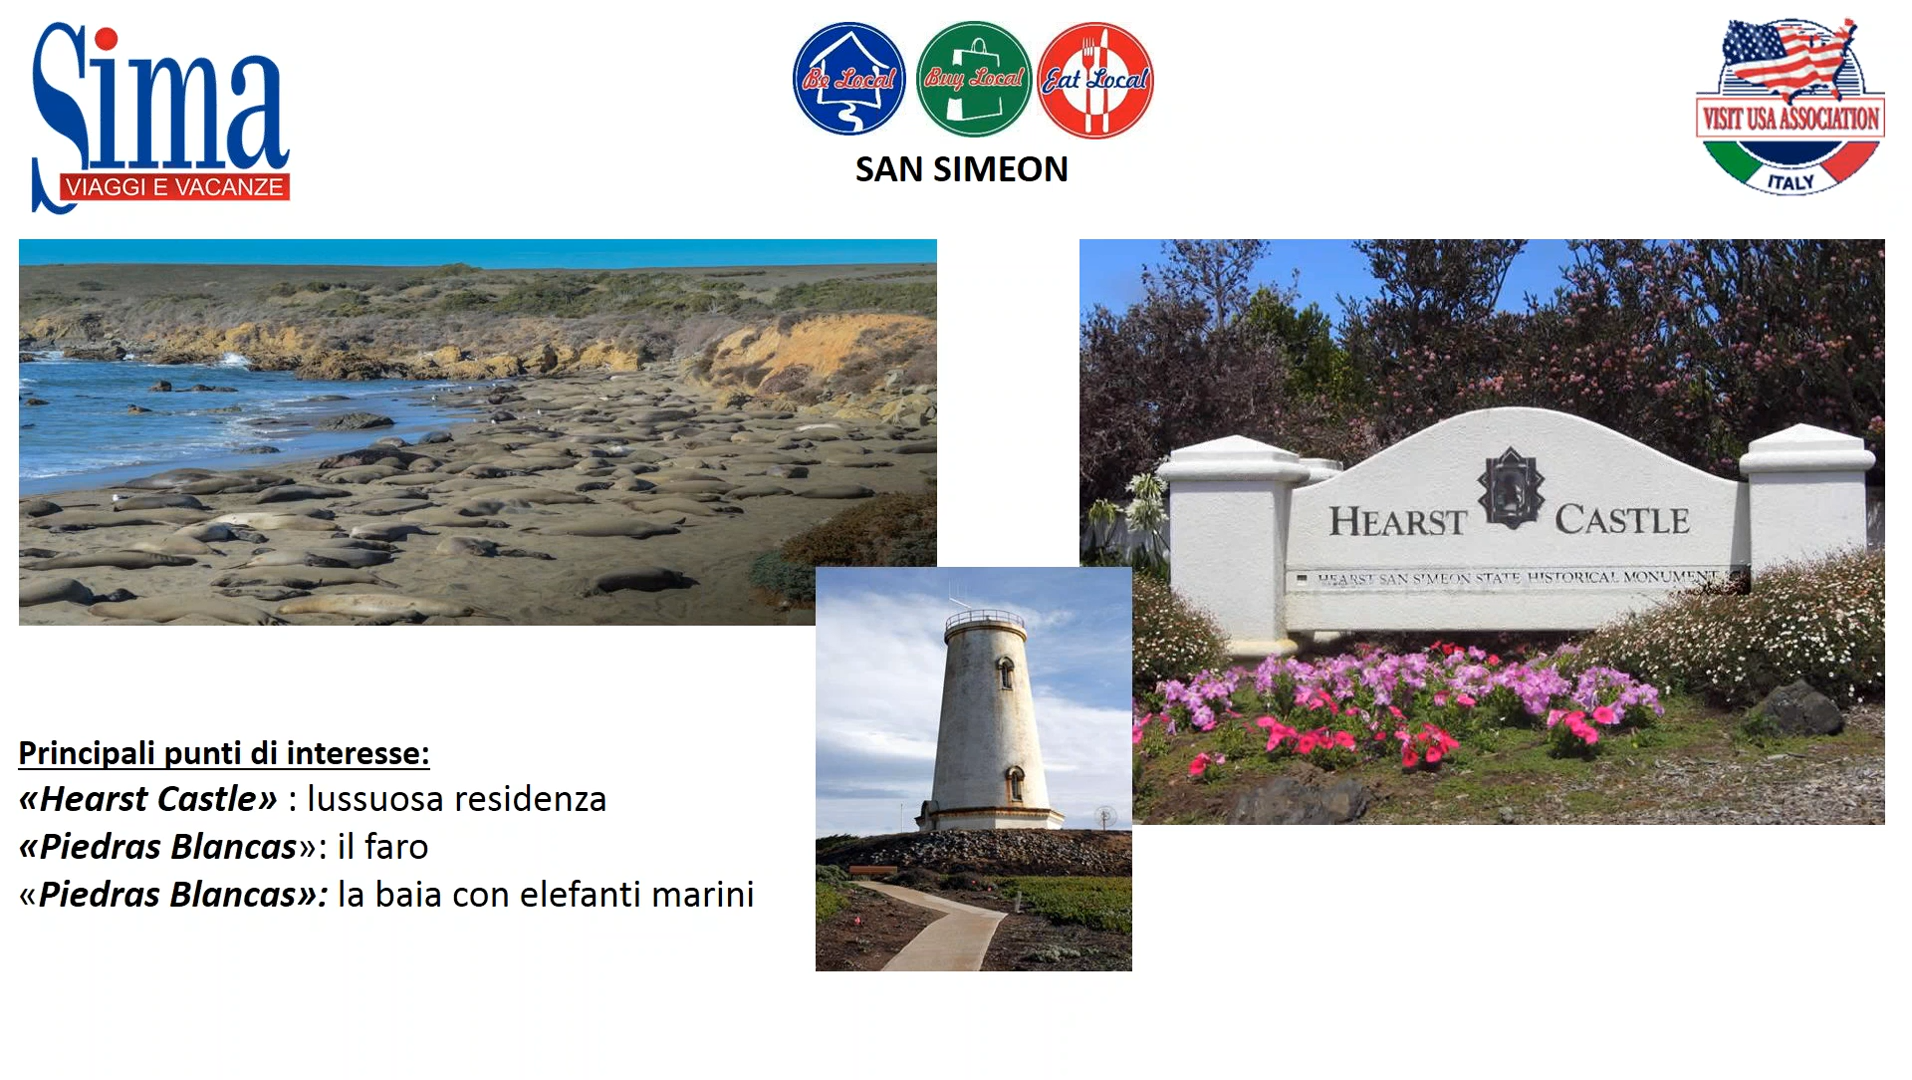 Sima
VIAGGI E VACANZE
Be Local
Buy Local
Eat Local
SAN SIMEON
VISIT USA ASSOCIATION
ITALY
HEARST CASTLE
HEARST SAN SIMEON STATE HISTORICAL MONUMENT
Principali punti di interesse:
«Hearst Castle» : lussuosa residenza
«Piedras Blancas»: il faro
«Piedras Blancas»: la baia con elefanti marini